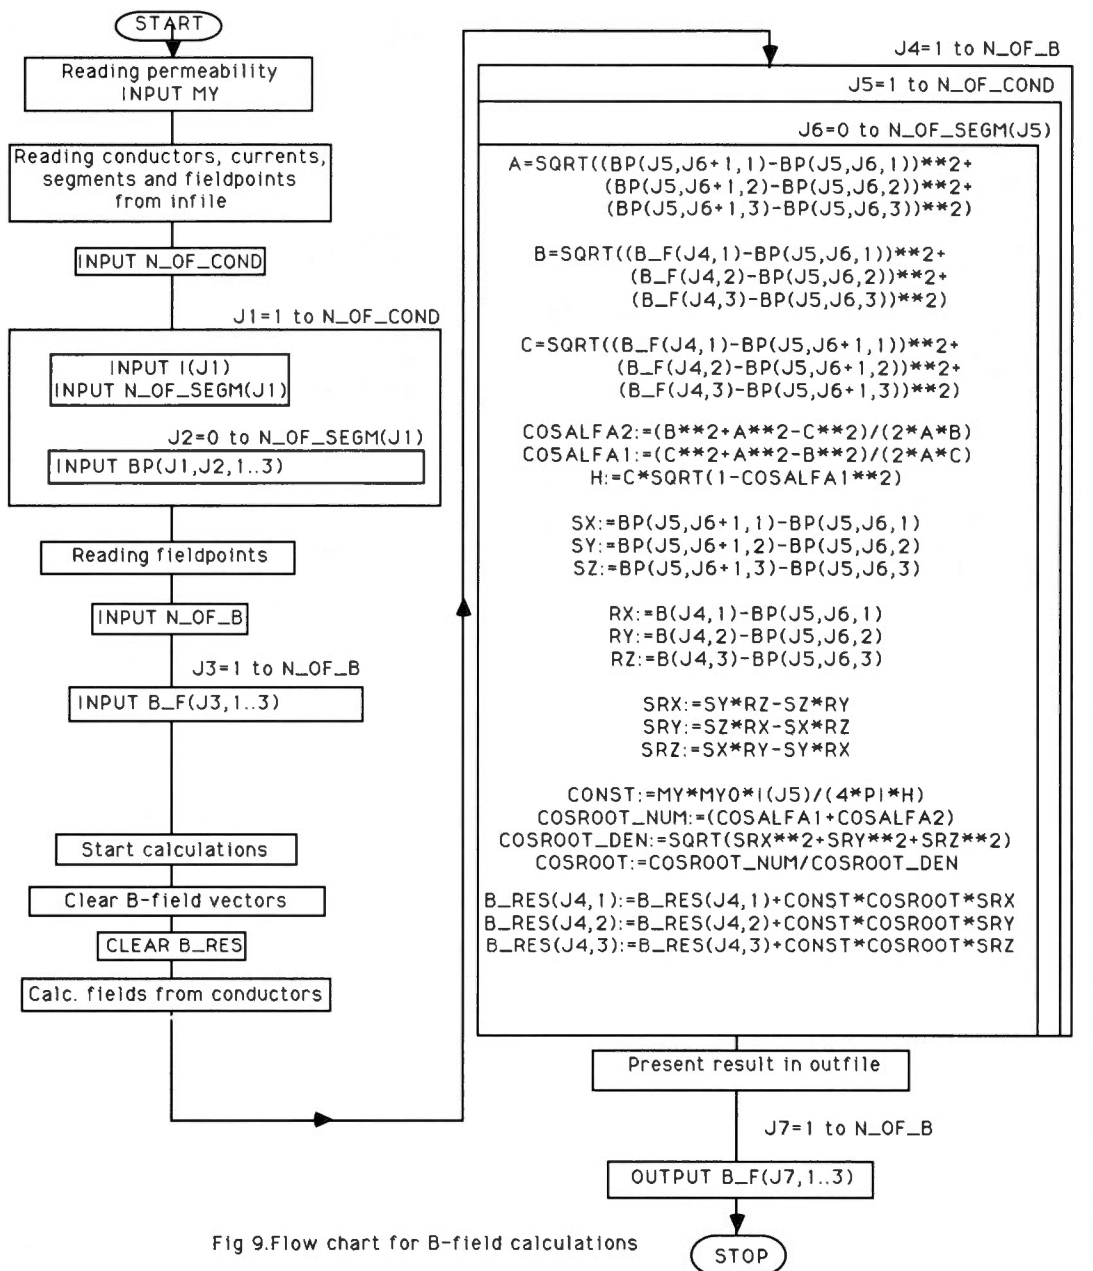 START
Reading permeability
INPUT MY
Reading conductors, currents,
segments and fieldpoints
from infile
INPUT N_OF_COND
J1=1 to N_OF_COND
INPUT I(J1)
INPUT N_OF_SEGM(J1)
J2=0 to N_OF_SEGM(J1)
INPUT BP(J1,J2,1..3)
Reading fieldpoints
INPUT N_OF_B
J3=1 to N_OF_B
INPUT B_F(J3,1..3)
Start calculations
Clear B-field vectors
CLEAR B_RES
Calc. fields from conductors
J4=1 to N_OF_B
J5=1 to N_OF_COND
J6=0 to N_OF_SEGM(J5)
A=SQRT((BP(J5,J6+1,1)-BP(J5,J6,1))**2+
(BP(J5,J6+1,2)-BP(J5,J6,2))**2+
(BP(J5,J6+1,3)-BP(J5,J6,3))**2)
B=SQRT((B_F(J4,1)-BP(J5,J6,1))**2+
(B_F(J4,2)-BP(J5,J6,2))**2+
(B_F(J4,3)-BP(J5,J6,3))**2)
C=SQRT((B_F(J4,1)-BP(J5,J6+1,1))**2+
(B_F(J4,2)-BP(J5,J6+1,2))**2+
(B_F(J4,3)-BP(J5,J6+1,3))**2)
COSALFA2:=(B**2+A**2-C**2)/(2*A*B)
COSALFA1:=(C**2+A**2-B**2)/(2*A*C)
H:=C*SQRT(1-COSALFA1**2)
SX:=BP(J5,J6+1,1)-BP(J5,J6,1)
SY:=BP(J5,J6+1,2)-BP(J5,J6,2)
SZ:=BP(J5,J6+1,3)-BP(J5,J6,3)
RX:=B(J4,1)-BP(J5,J6,1)
RY:=B(J4,2)-BP(J5,J6,2)
RZ:=B(J4,3)-BP(J5,J6,3)
SRX:=SY*RZ-SZ*RY
SRY:=SZ*RX-SX*RZ
SRZ:=SX*RY-SY*RX
CONST:=MY*MY0*I(J5)/(4*PI*H)
COSROOT_NUM:=(COSALFA1+COSALFA2)
COSROOT_DEN:=SQRT(SRX**2+SRY**2+SRZ**2)
COSROOT:=COSROOT_NUM/COSROOT_DEN
B_RES(J4,1):=B_RES(J4,1)+CONST*COSROOT*SRX
B_RES(J4,2):=B_RES(J4,2)+CONST*COSROOT*SRY
B_RES(J4,3):=B_RES(J4,3)+CONST*COSROOT*SRZ
Present result in outfile
J7=1 to N_OF_B
OUTPUT B_F(J7,1..3)
STOP
Fig 9.Flow chart for B-field calculations